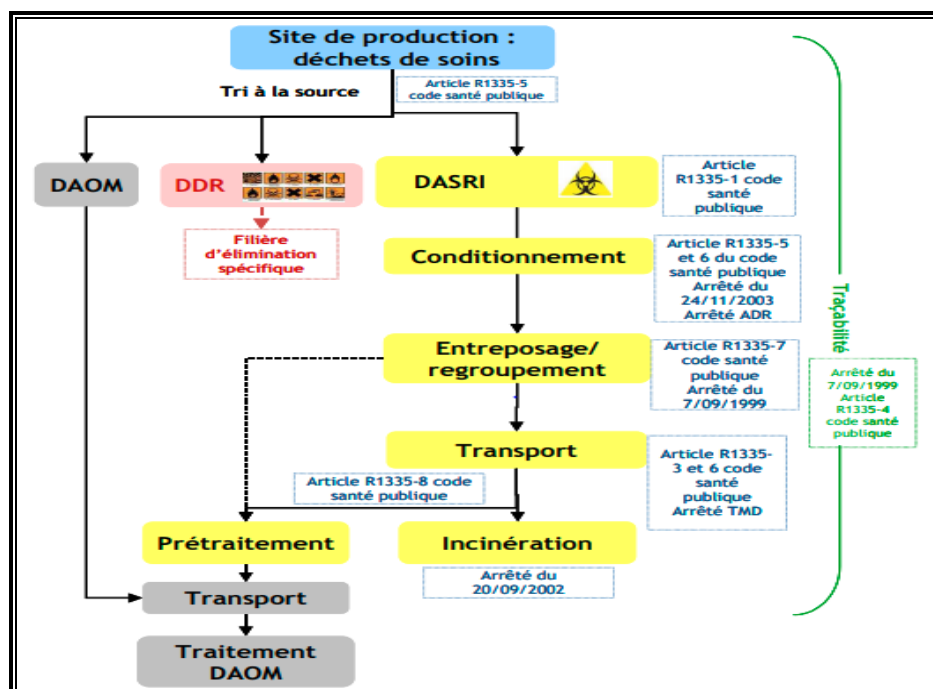 Site de production :
déchets de soins
Tri à la source
Article R1335-5
code santé publique
DAOM
DDR
DASRI
Article
R1335-1 code
santé
publique
Filière
d'élimination
spécifique
Conditionnement
Article R1335-5
et 6 du code
santé publique
Arrêté du
24/11/2003
Arrêté ADR
Entreposage/
regroupement
Article R1335-7
code santé
publique
Arrêté du
7/09/1999
Traçabilité
Arrêté du
7/09/1999
Article
R1335-4
code santé
publique
Transport
Article R1335-
3 et 6 code
santé
publique
Arrêté TMD
Article R1335-8 code
santé publique
Prétraitement
Incinération
Arrêté du
20/09/2002
Transport
Traitement
DAOM